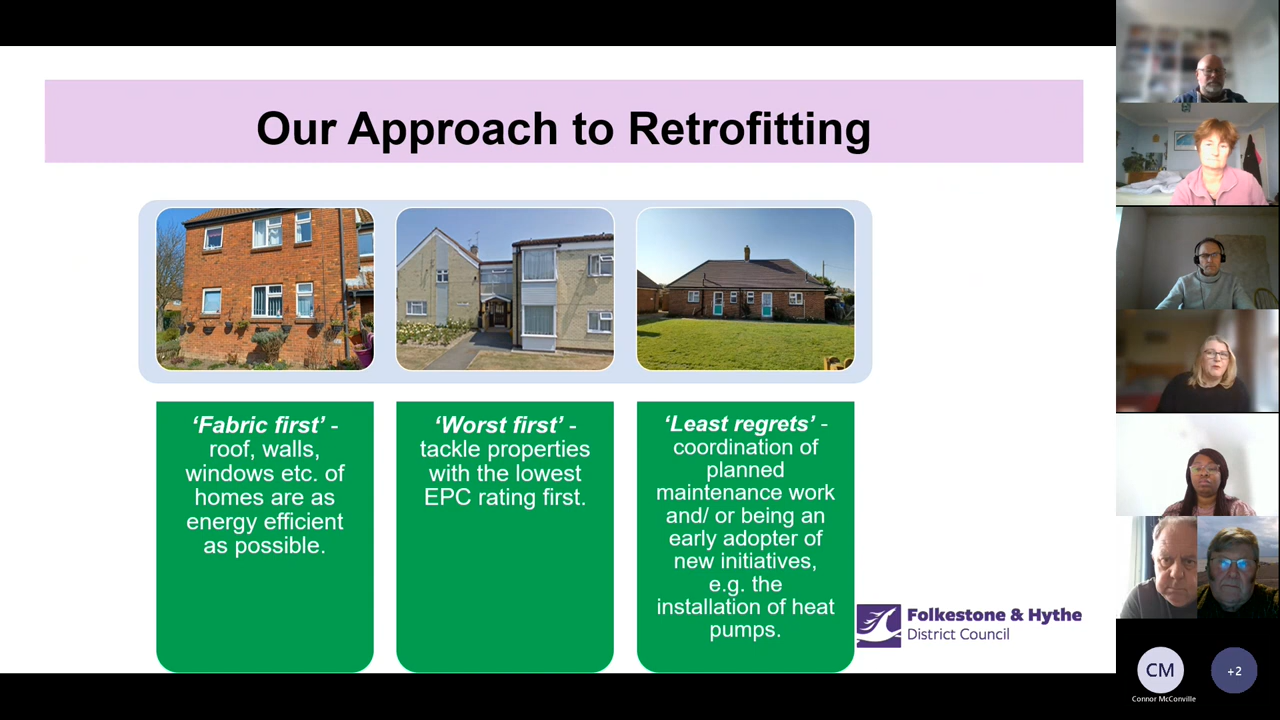 Our Approach to Retrofitting
‘Fabric first’ -
roof, walls,
windows etc. of
homes are as
energy efficient
as possible.
‘Worst first’ -
tackle properties
with the lowest
EPC rating first.
‘Least regrets’ -
coordination of
planned
maintenance work
and/ or being an
early adopter of
new initiatives,
e.g. the
installation of heat
pumps.
Folkestone & Hythe
District Council
CM
+2
Connor McConville